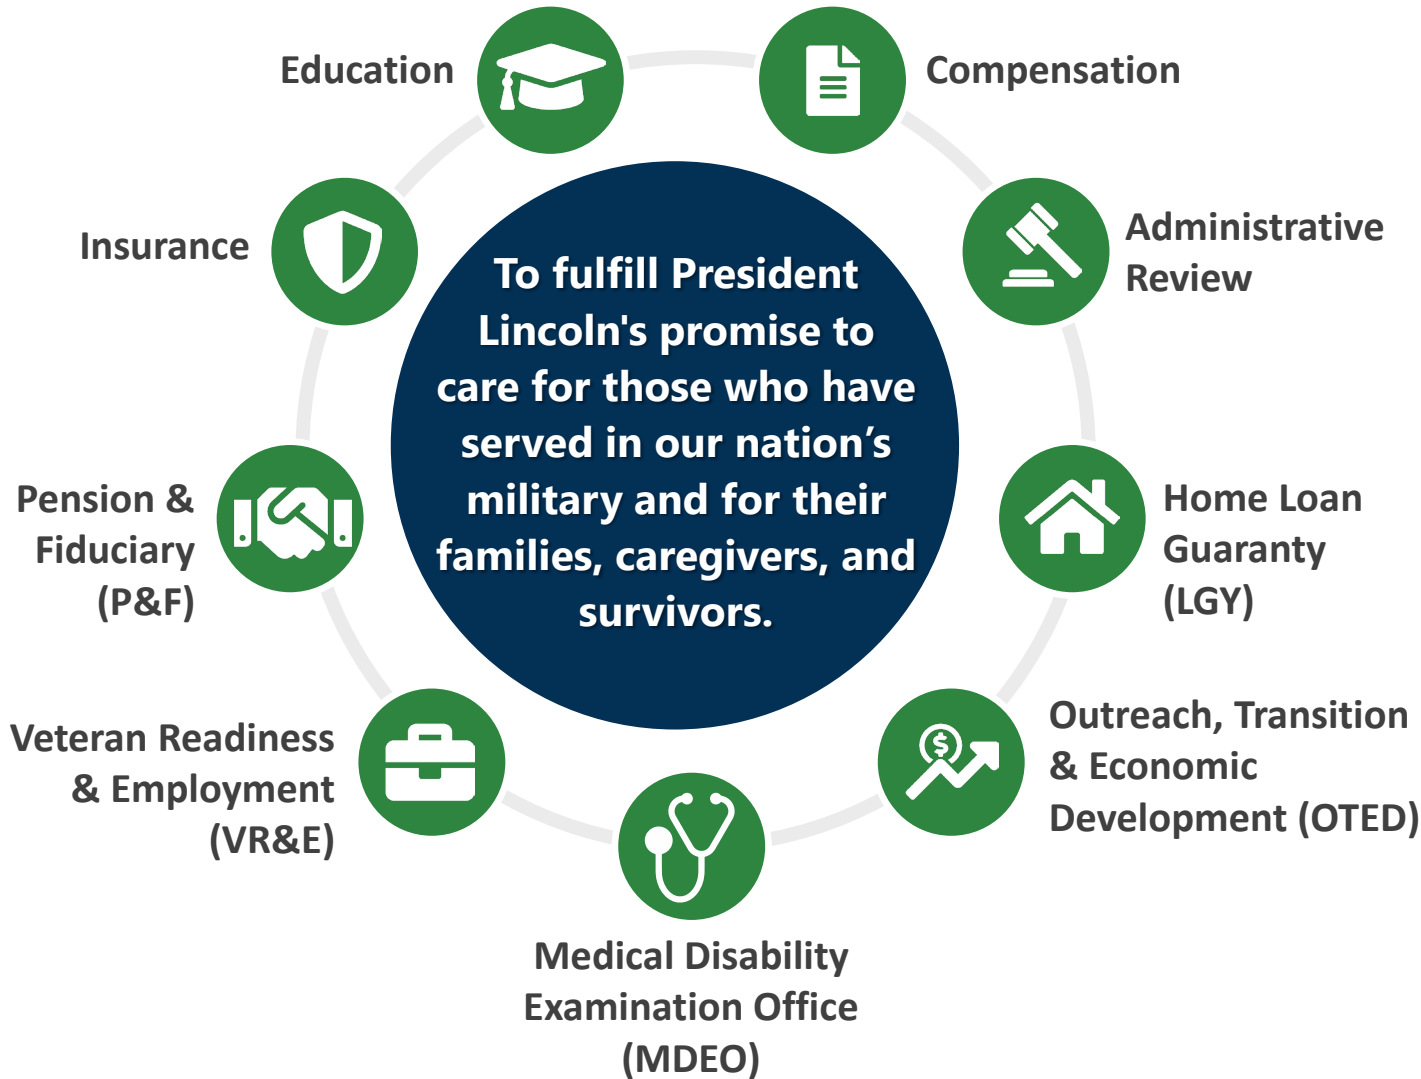 Education
Compensation
Insurance
Administrative
Review
To fulfill President
Lincoln's promise to
care for those who have
served in our nation’s
military and for their
families, caregivers, and
survivors.
Pension &
Fiduciary
(P&F)
Home Loan
Guaranty
(LGY)
Veteran Readiness
& Employment
(VR&E)
Outreach, Transition
& Economic
Development (OTED)
Medical Disability
Examination Office
(MDEO)
$